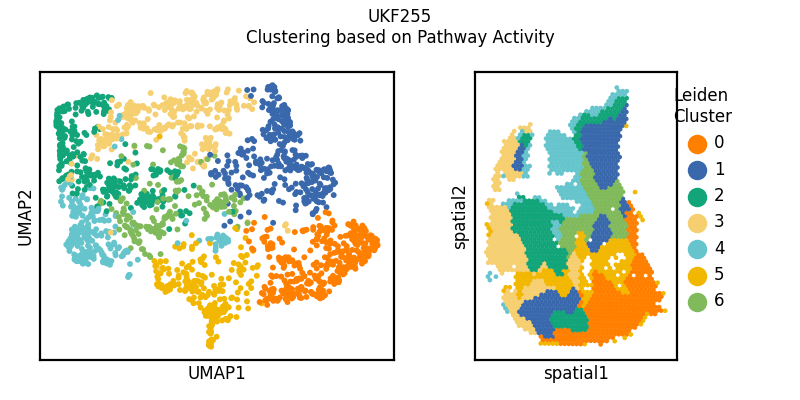 UKF255
Clustering based on Pathway Activity
UMAP2
UMAP1
spatial2
spatial1
Leiden
Cluster
0
1
2
3
4
5
6